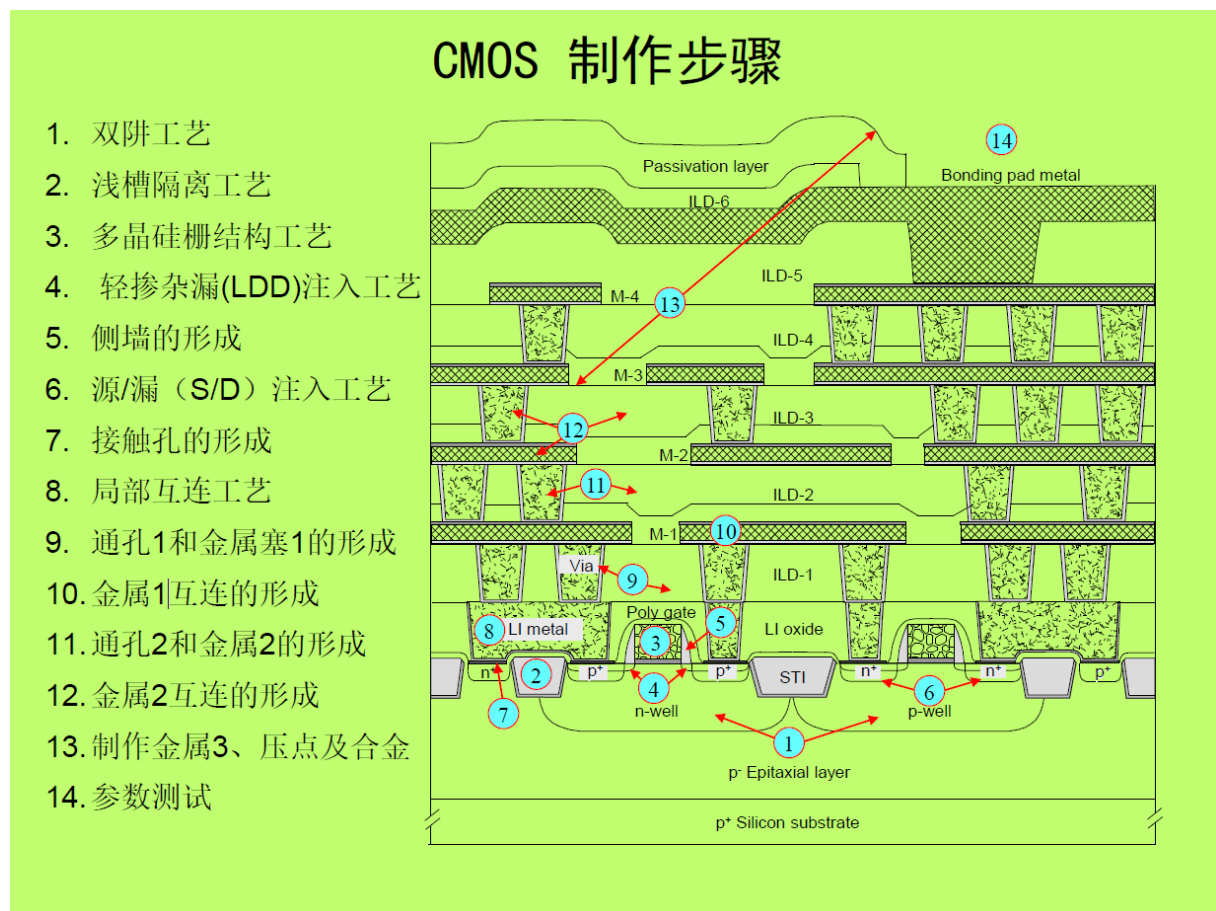 CMOS 制作步骤
1. 双阱工艺
2. 浅槽隔离工艺
3. 多晶硅栅结构工艺
4. 轻掺杂漏(LDD)注入工艺
5. 侧墙的形成
6. 源/漏（S/D）注入工艺
7. 接触孔的形成
8. 局部互连工艺
9. 通孔1和金属塞1的形成
10. 金属1互连的形成
11. 通孔2和金属2的形成
12. 金属2互连的形成
13. 制作金属3、压点及合金
14. 参数测试
14
Passivation layer
Bonding pad metal
ILD-6
ILD-5
M-4
13
ILD-4
M-3
12
ILD-3
M-2
11
ILD-2
M-1
10
Via
9
ILD-1
Poly gate
8
LI metal
3
5
LI oxide
n+
2
p+
4
p+
STI
n+
6
n+
p+
7
n-well
p-well
1
p- Epitaxial layer
p+ Silicon substrate